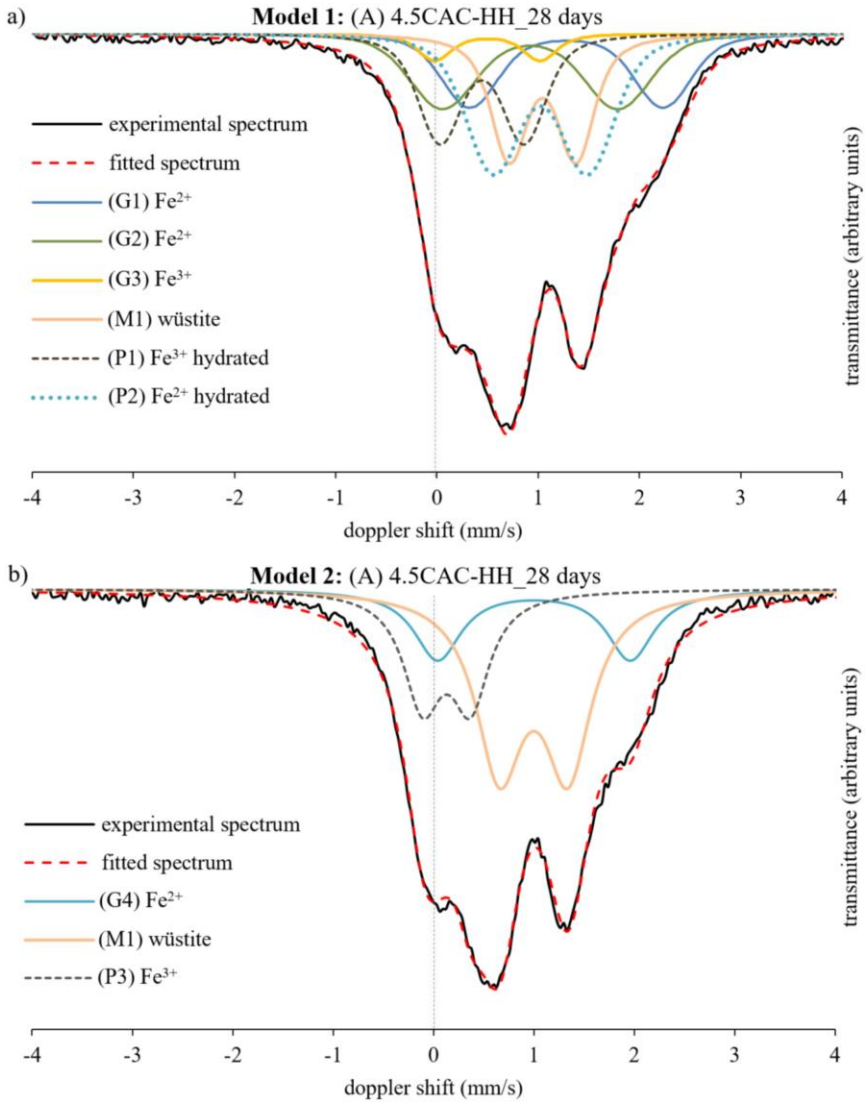 a)
Model 1: (A) 4.5CAC-HH_28 days
experimental spectrum
fitted spectrum
(G1) Fe²⁺
(G2) Fe²⁺
(G3) Fe³⁺
(M1) wüstite
(P1) Fe³⁺ hydrated
(P2) Fe²⁺ hydrated
transmittance (arbitrary units)
-4 -3 -2 -1 0 1 2 3 4
doppler shift (mm/s)
b)
Model 2: (A) 4.5CAC-HH_28 days
experimental spectrum
fitted spectrum
(G4) Fe²⁺
(M1) wüstite
(P3) Fe³⁺
transmittance (arbitrary units)
-4 -3 -2 -1 0 1 2 3 4
doppler shift (mm/s)